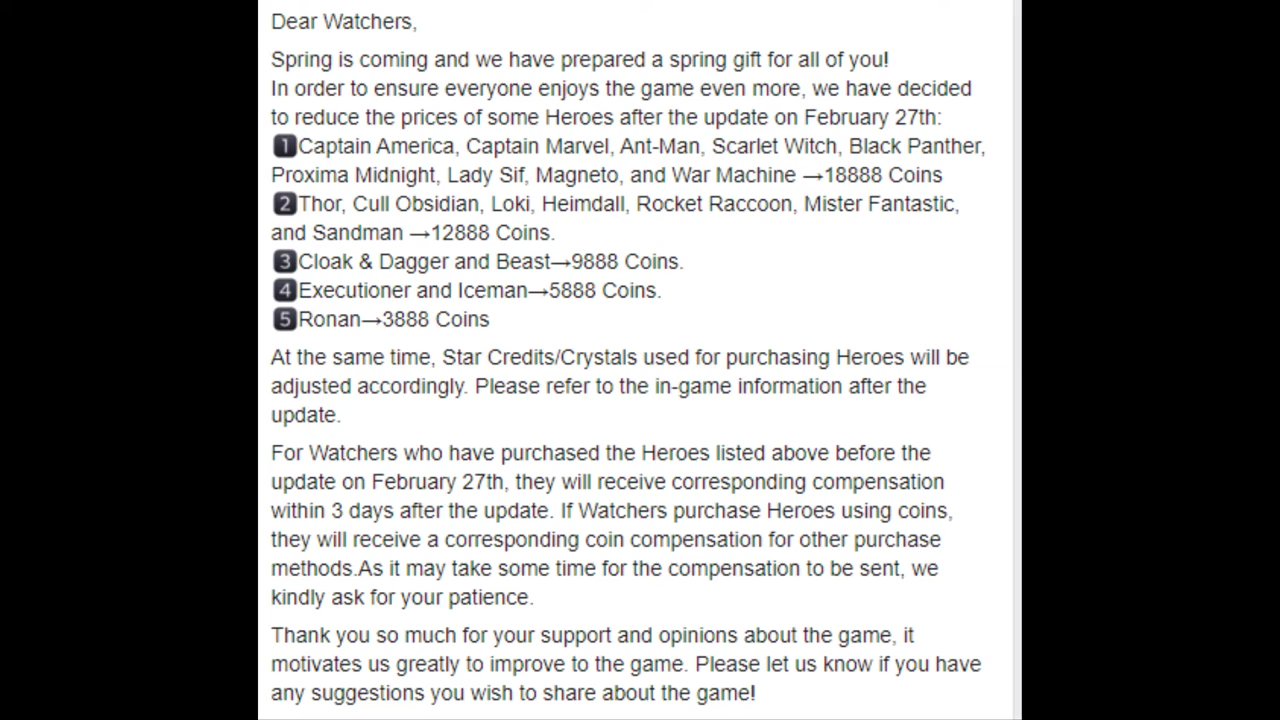 Dear Watchers,
Spring is coming and we have prepared a spring gift for all of you!
In order to ensure everyone enjoys the game even more, we have decided
to reduce the prices of some Heroes after the update on February 27th:
1 Captain America, Captain Marvel, Ant-Man, Scarlet Witch, Black Panther,
Proxima Midnight, Lady Sif, Magneto, and War Machine →18888 Coins
2 Thor, Cull Obsidian, Loki, Heimdall, Rocket Raccoon, Mister Fantastic,
and Sandman →12888 Coins.
3 Cloak & Dagger and Beast→9888 Coins.
4 Executioner and Iceman→5888 Coins.
5 Ronan→3888 Coins
At the same time, Star Credits/Crystals used for purchasing Heroes will be
adjusted accordingly. Please refer to the in-game information after the
update.
For Watchers who have purchased the Heroes listed above before the
update on February 27th, they will receive corresponding compensation
within 3 days after the update. If Watchers purchase Heroes using coins,
they will receive a corresponding coin compensation for other purchase
methods.As it may take some time for the compensation to be sent, we
kindly ask for your patience.
Thank you so much for your support and opinions about the game, it
motivates us greatly to improve to the game. Please let us know if you have
any suggestions you wish to share about the game!